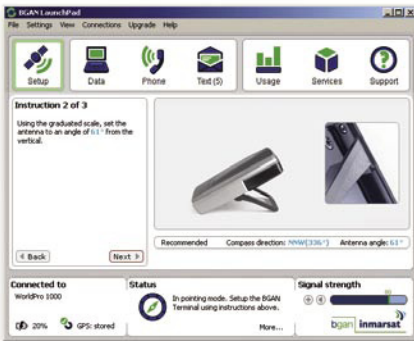 BGAN LaunchPad
File Settings View Connections Upgrade Help
Setup
Data
Phone
Text (5)
Usage
Services
Support
Instruction 2 of 3
Using the graduated scale, set the
antenna to an angle of 61° from the
vertical.
Back
Next
Recommended Compass direction: NNW(336°) Antenna angle: 61°
Connected to
WorldPro 1000
20% GPS: stored
Status
In pointing mode. Setup the BGAN
Terminal using instructions above.
More...
Signal strength
bgan inmarsat